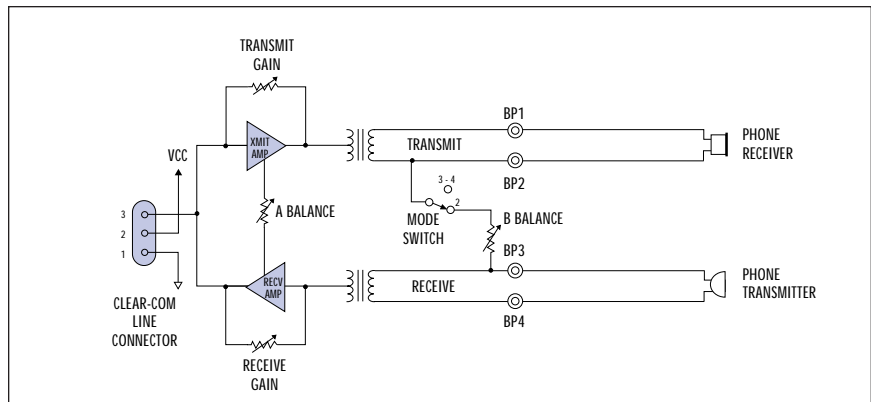 TRANSMIT
GAIN
XMIT
AMP
VCC
3
2
1
CLEAR-COM
LINE
CONNECTOR
A BALANCE
RECV
AMP
RECEIVE
GAIN
TRANSMIT
BP1
BP2
3 - 4
2
MODE
SWITCH
B BALANCE
BP3
RECEIVE
BP4
PHONE
RECEIVER
PHONE
TRANSMITTER